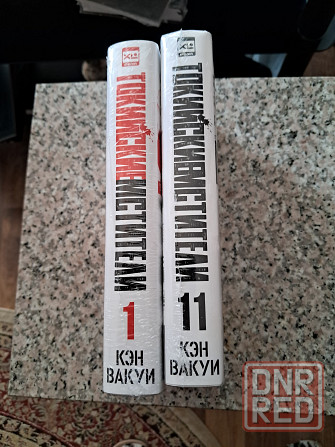 ТОКИЙСКИЕ МСТИТЕЛИ
1
КЭН
ВАКУИ
ТОКИЙСКИЕ МСТИТЕЛИ
11
КЭН
ВАКУИ
DNR
RED